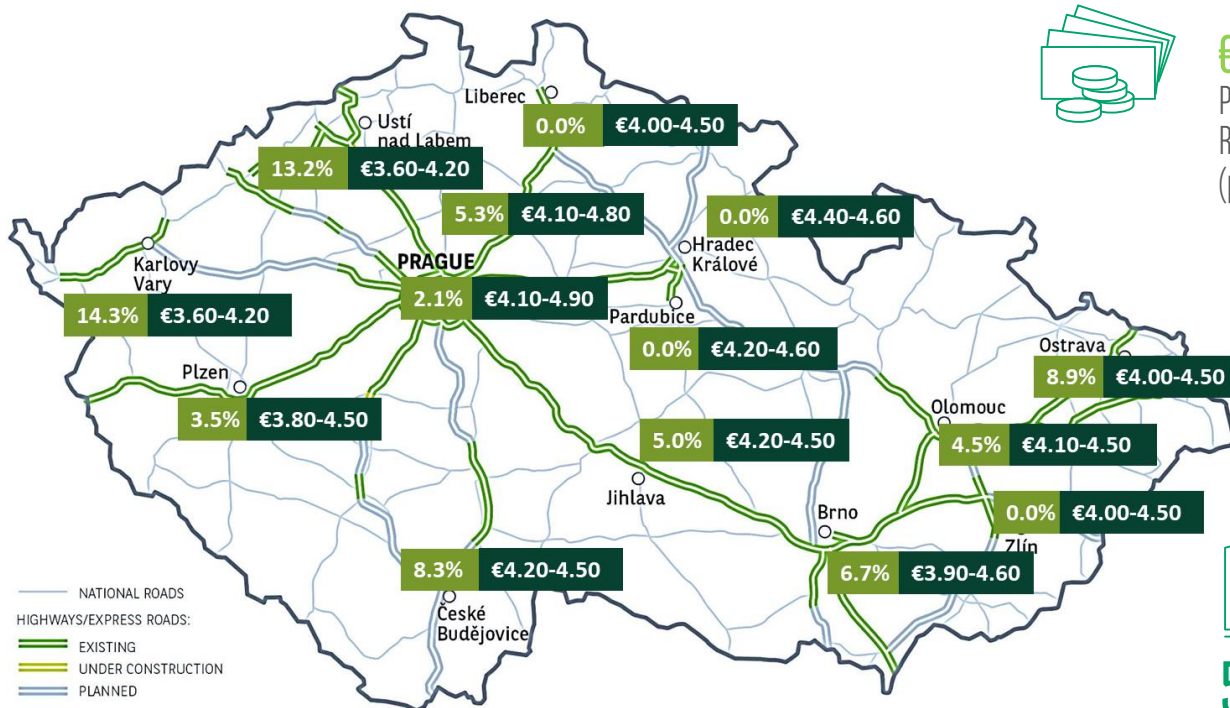 Liberec
0.0% €4.00-4.50
Ustí
nad Labem
13.2% €3.60-4.20
5.3% €4.10-4.80
0.0% €4.40-4.60
Hradec
Králové
PRAGUE
2.1% €4.10-4.90
Karlovy
Vary
14.3% €3.60-4.20
Pardubice
0.0% €4.20-4.60
Ostrava
8.9% €4.00-4.50
Plzen
3.5% €3.80-4.50
Olomouc
4.5% €4.10-4.50
5.0% €4.20-4.50
Jihlava
Brno
6.7% €3.90-4.60
0.0% €4.00-4.50
Zlín
8.3% €4.20-4.50
České
Budějovice
NATIONAL ROADS
HIGHWAYS/EXPRESS ROADS:
EXISTING
UNDER CONSTRUCTION
PLANNED